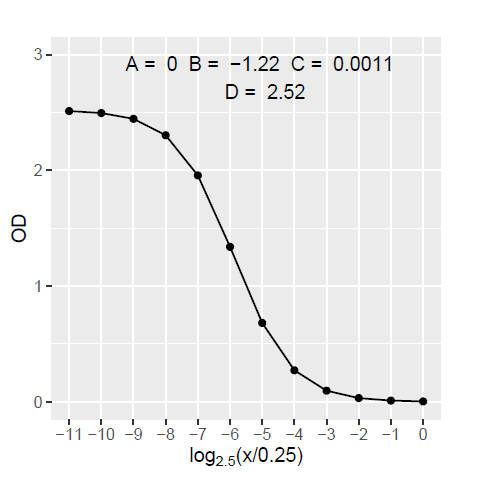 A = 0 B = −1.22 C = 0.0011
D = 2.52
3
2
1
0
OD
−11 −10 −9 −8 −7 −6 −5 −4 −3 −2 −1 0
log₂.₅(x/0.25)